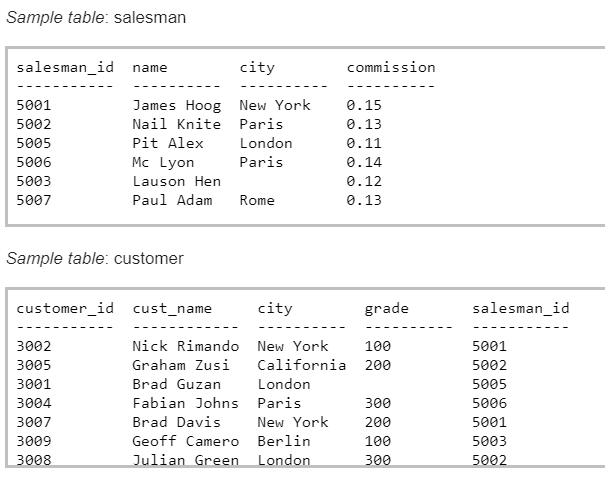 Sample table: salesman
salesman_id  name        city        commission
-----------  ----------  ----------  ----------
5001         James Hoog  New York    0.15
5002         Nail Knite  Paris       0.13
5005         Pit Alex    London      0.11
5006         Mc Lyon     Paris       0.14
5003         Lauson Hen              0.12
5007         Paul Adam   Rome        0.13
Sample table: customer
customer_id  cust_name     city        grade       salesman_id
-----------  ------------  ----------  ----------  -----------
3002         Nick Rimando  New York    100         5001
3005         Graham Zusi   California  200         5002
3001         Brad Guzan    London                  5005
3004         Fabian Johns  Paris       300         5006
3007         Brad Davis    New York    200         5001
3009         Geoff Camero  Berlin      100         5003
3008         Julian Green  London      300         5002